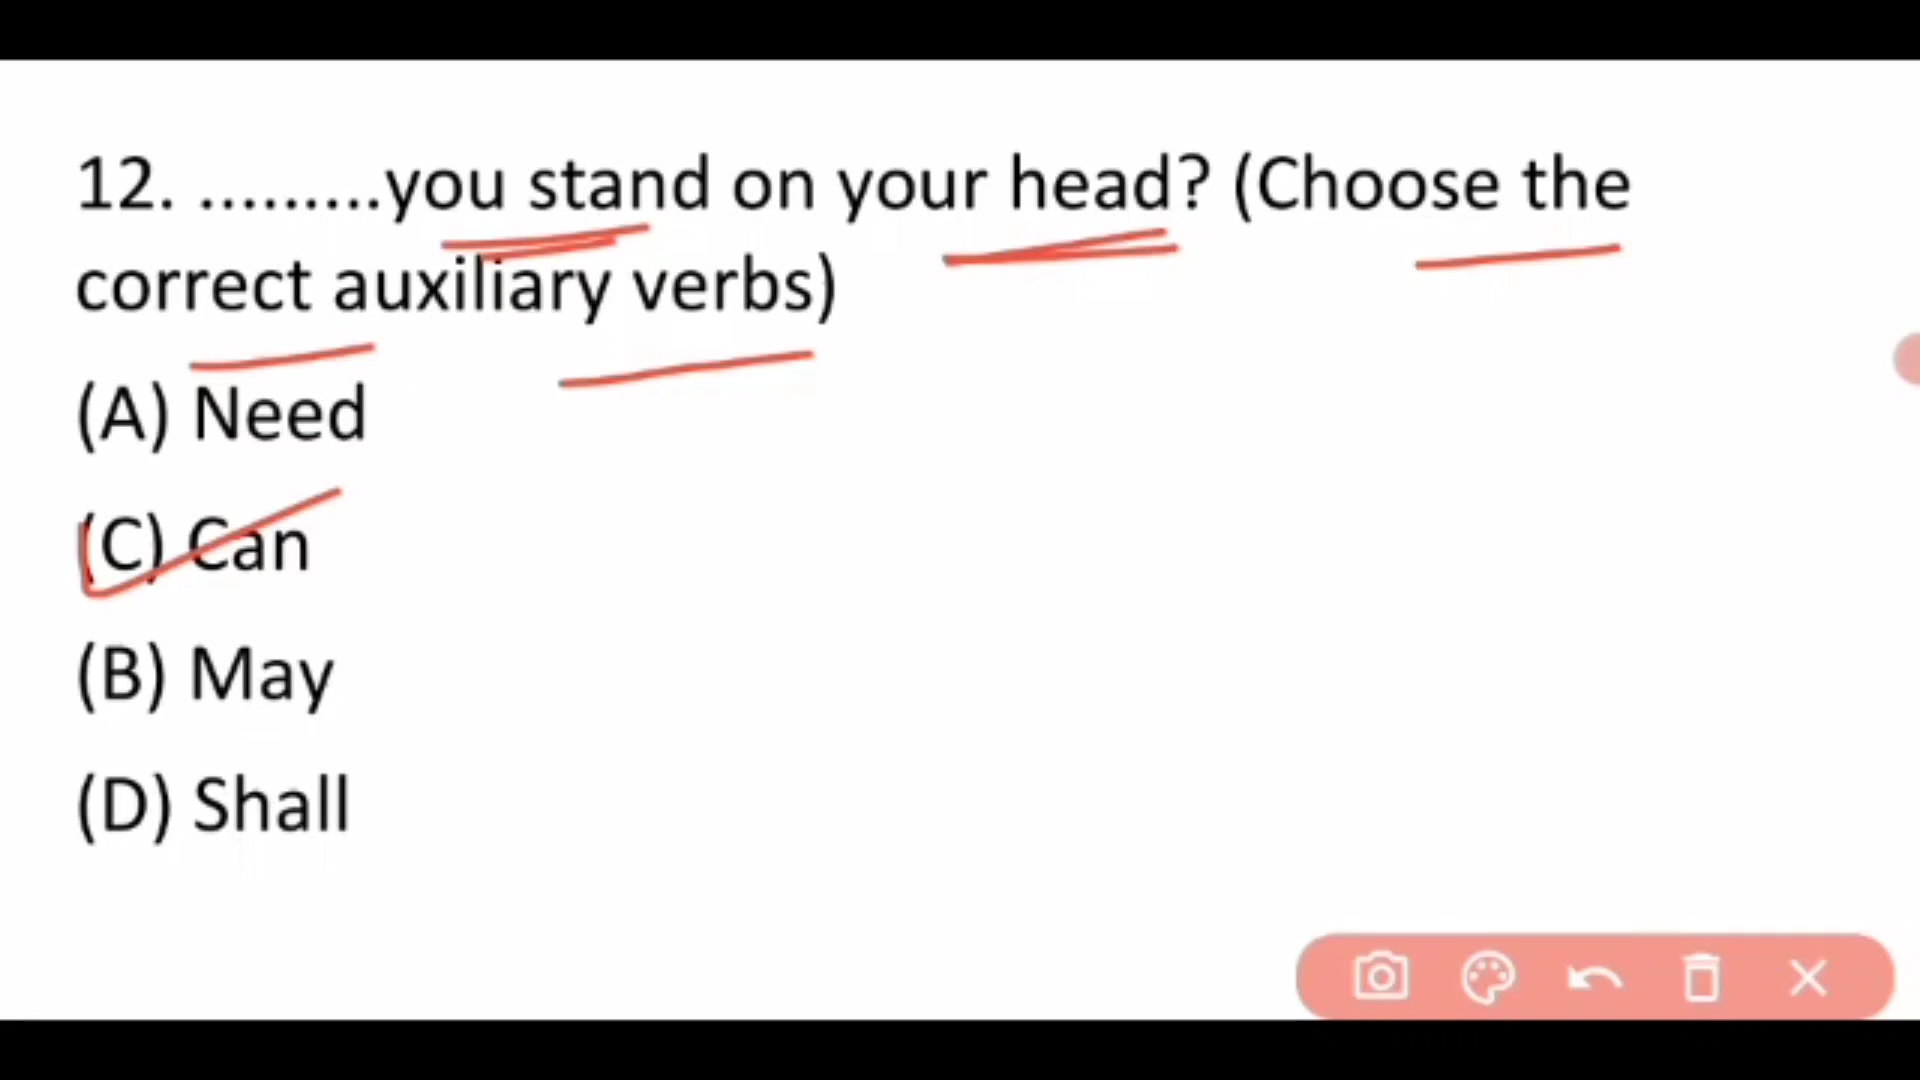 12. .........you stand on your head? (Choose the
correct auxiliary verbs)
(A) Need
(C) Can
(B) May
(D) Shall